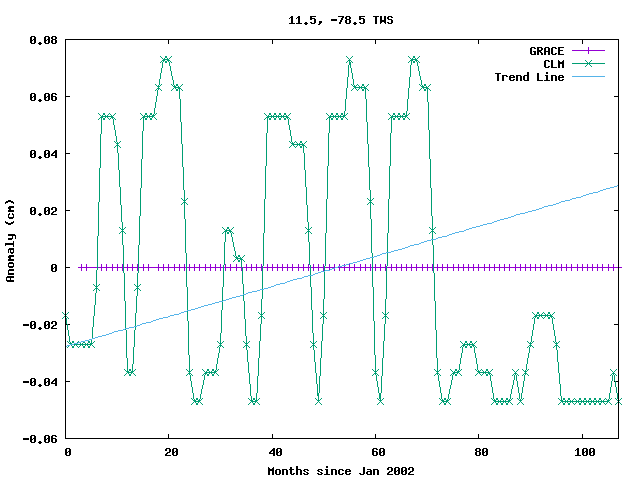 11.5, -78.5 TWS
GRACE
CLM
Trend Line
0.08
0.06
0.04
0.02
0
-0.02
-0.04
-0.06
Anomaly (cm)
0 20 40 60 80 100
Months since Jan 2002